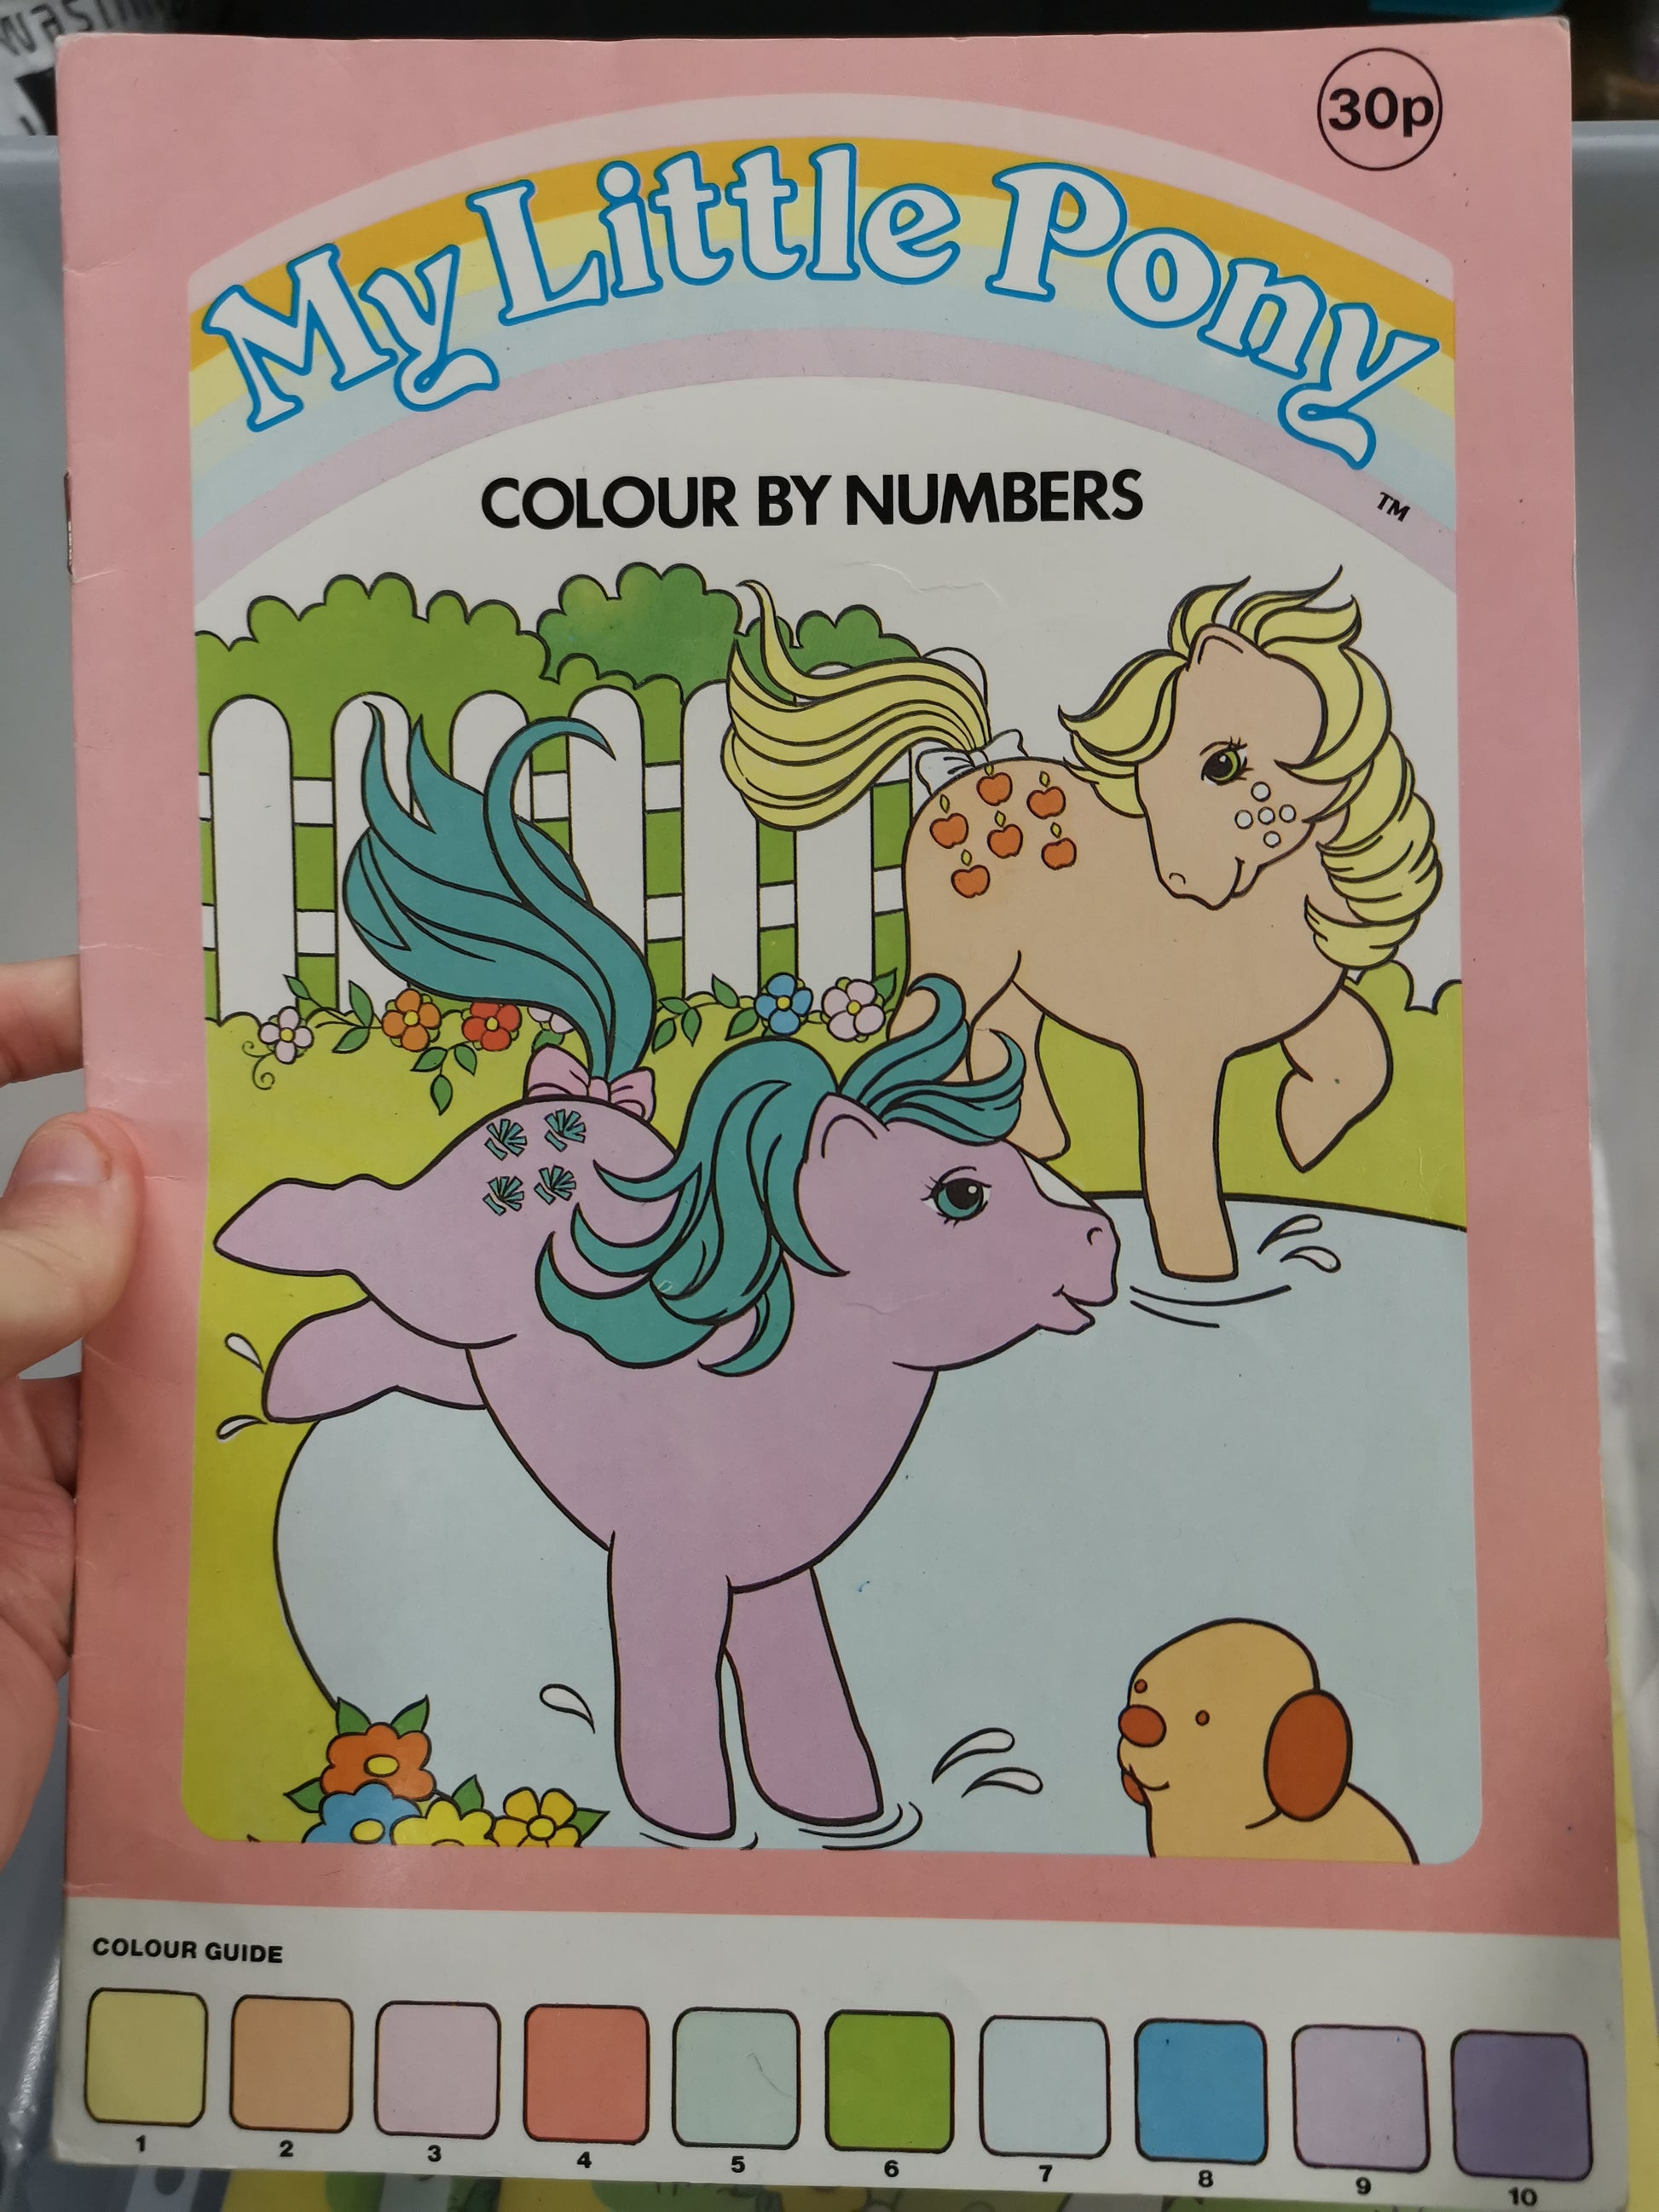 30p
My Little Pony
TM
COLOUR BY NUMBERS
COLOUR GUIDE
1 2 3 4 5 6 7 8 9 10